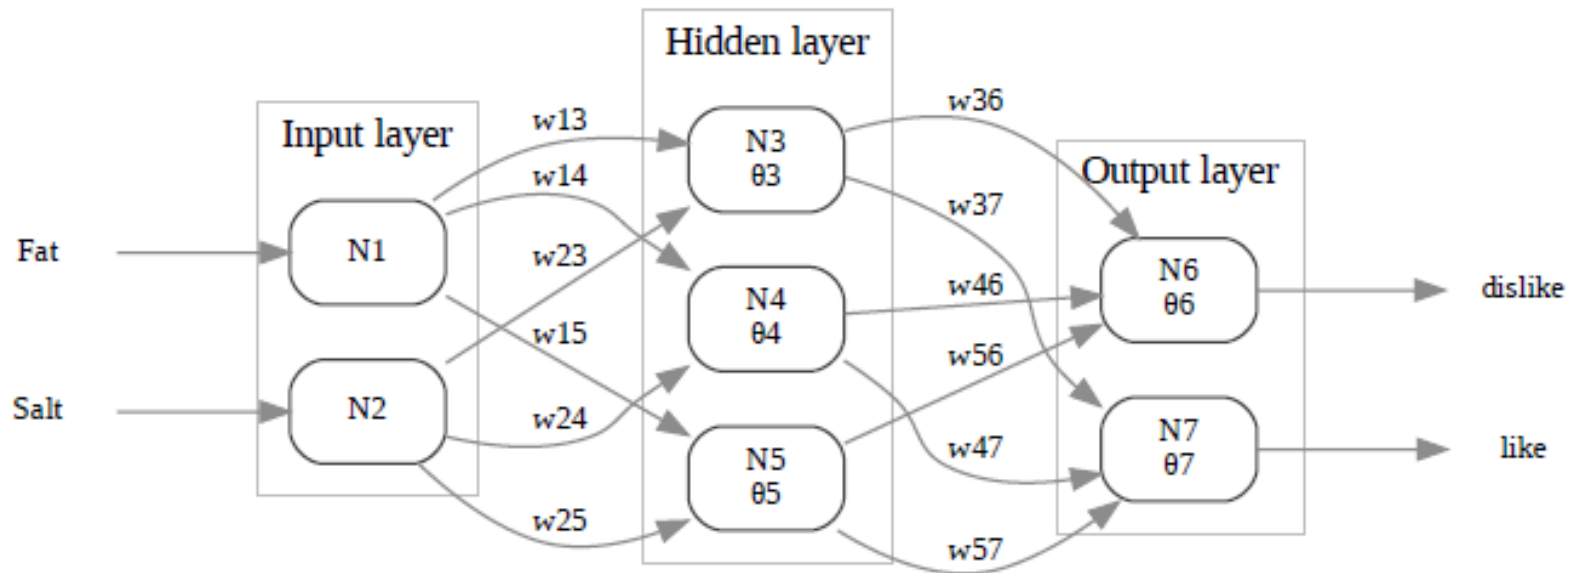 Hidden layer
Input layer
Output layer
Fat
Salt
N1
N2
w13
w14
w23
w15
w24
w25
N3
θ3
N4
θ4
N5
θ5
w36
w37
w46
w56
w47
w57
N6
θ6
N7
θ7
dislike
like